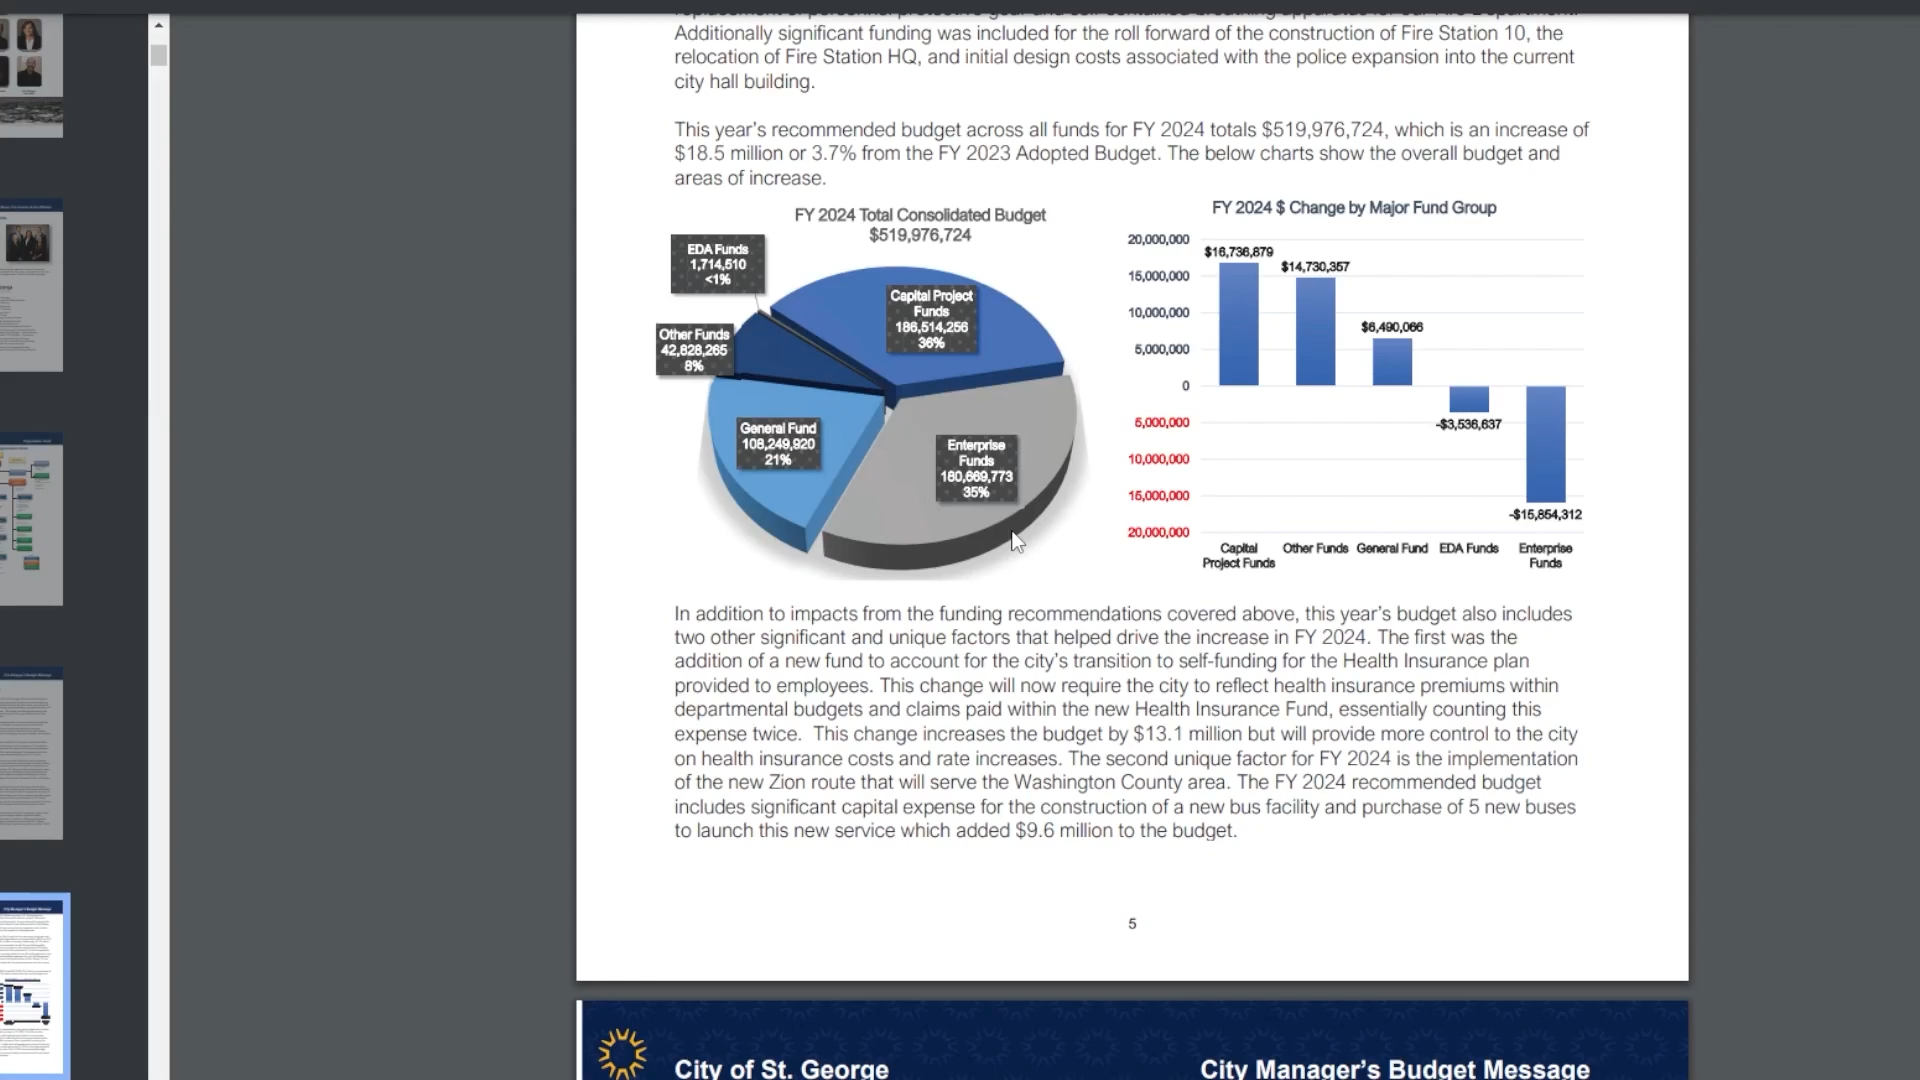 Additionally significant funding was included for the roll forward of the construction of Fire Station 10, the
relocation of Fire Station HQ, and initial design costs associated with the police expansion into the current
city hall building.
This year's recommended budget across all funds for FY 2024 totals $519,976,724, which is an increase of
$18.5 million or 3.7% from the FY 2023 Adopted Budget. The below charts show the overall budget and
areas of increase.
FY 2024 Total Consolidated Budget
$519,976,724
EDA Funds
1,714,510
<1%
Other Funds
42,828,265
8%
Capital Project
Funds
186,514,256
36%
General Fund
108,249,920
21%
Enterprise
Funds
180,669,773
35%
FY 2024 $ Change by Major Fund Group
20,000,000
15,000,000
10,000,000
5,000,000
0
5,000,000
10,000,000
15,000,000
20,000,000
$16,736,879
$14,730,357
$6,490,066
-$3,536,637
-$15,854,312
Capital
Project Funds
Other Funds
General Fund
EDA Funds
Enterprise
Funds
In addition to impacts from the funding recommendations covered above, this year's budget also includes
two other significant and unique factors that helped drive the increase in FY 2024. The first was the
addition of a new fund to account for the city's transition to self-funding for the Health Insurance plan
provided to employees. This change will now require the city to reflect health insurance premiums within
departmental budgets and claims paid within the new Health Insurance Fund, essentially counting this
expense twice.  This change increases the budget by $13.1 million but will provide more control to the city
on health insurance costs and rate increases. The second unique factor for FY 2024 is the implementation
of the new Zion route that will serve the Washington County area. The FY 2024 recommended budget
includes significant capital expense for the construction of a new bus facility and purchase of 5 new buses
to launch this new service which added $9.6 million to the budget.
5
City of St. George
City Manager's Budget Message